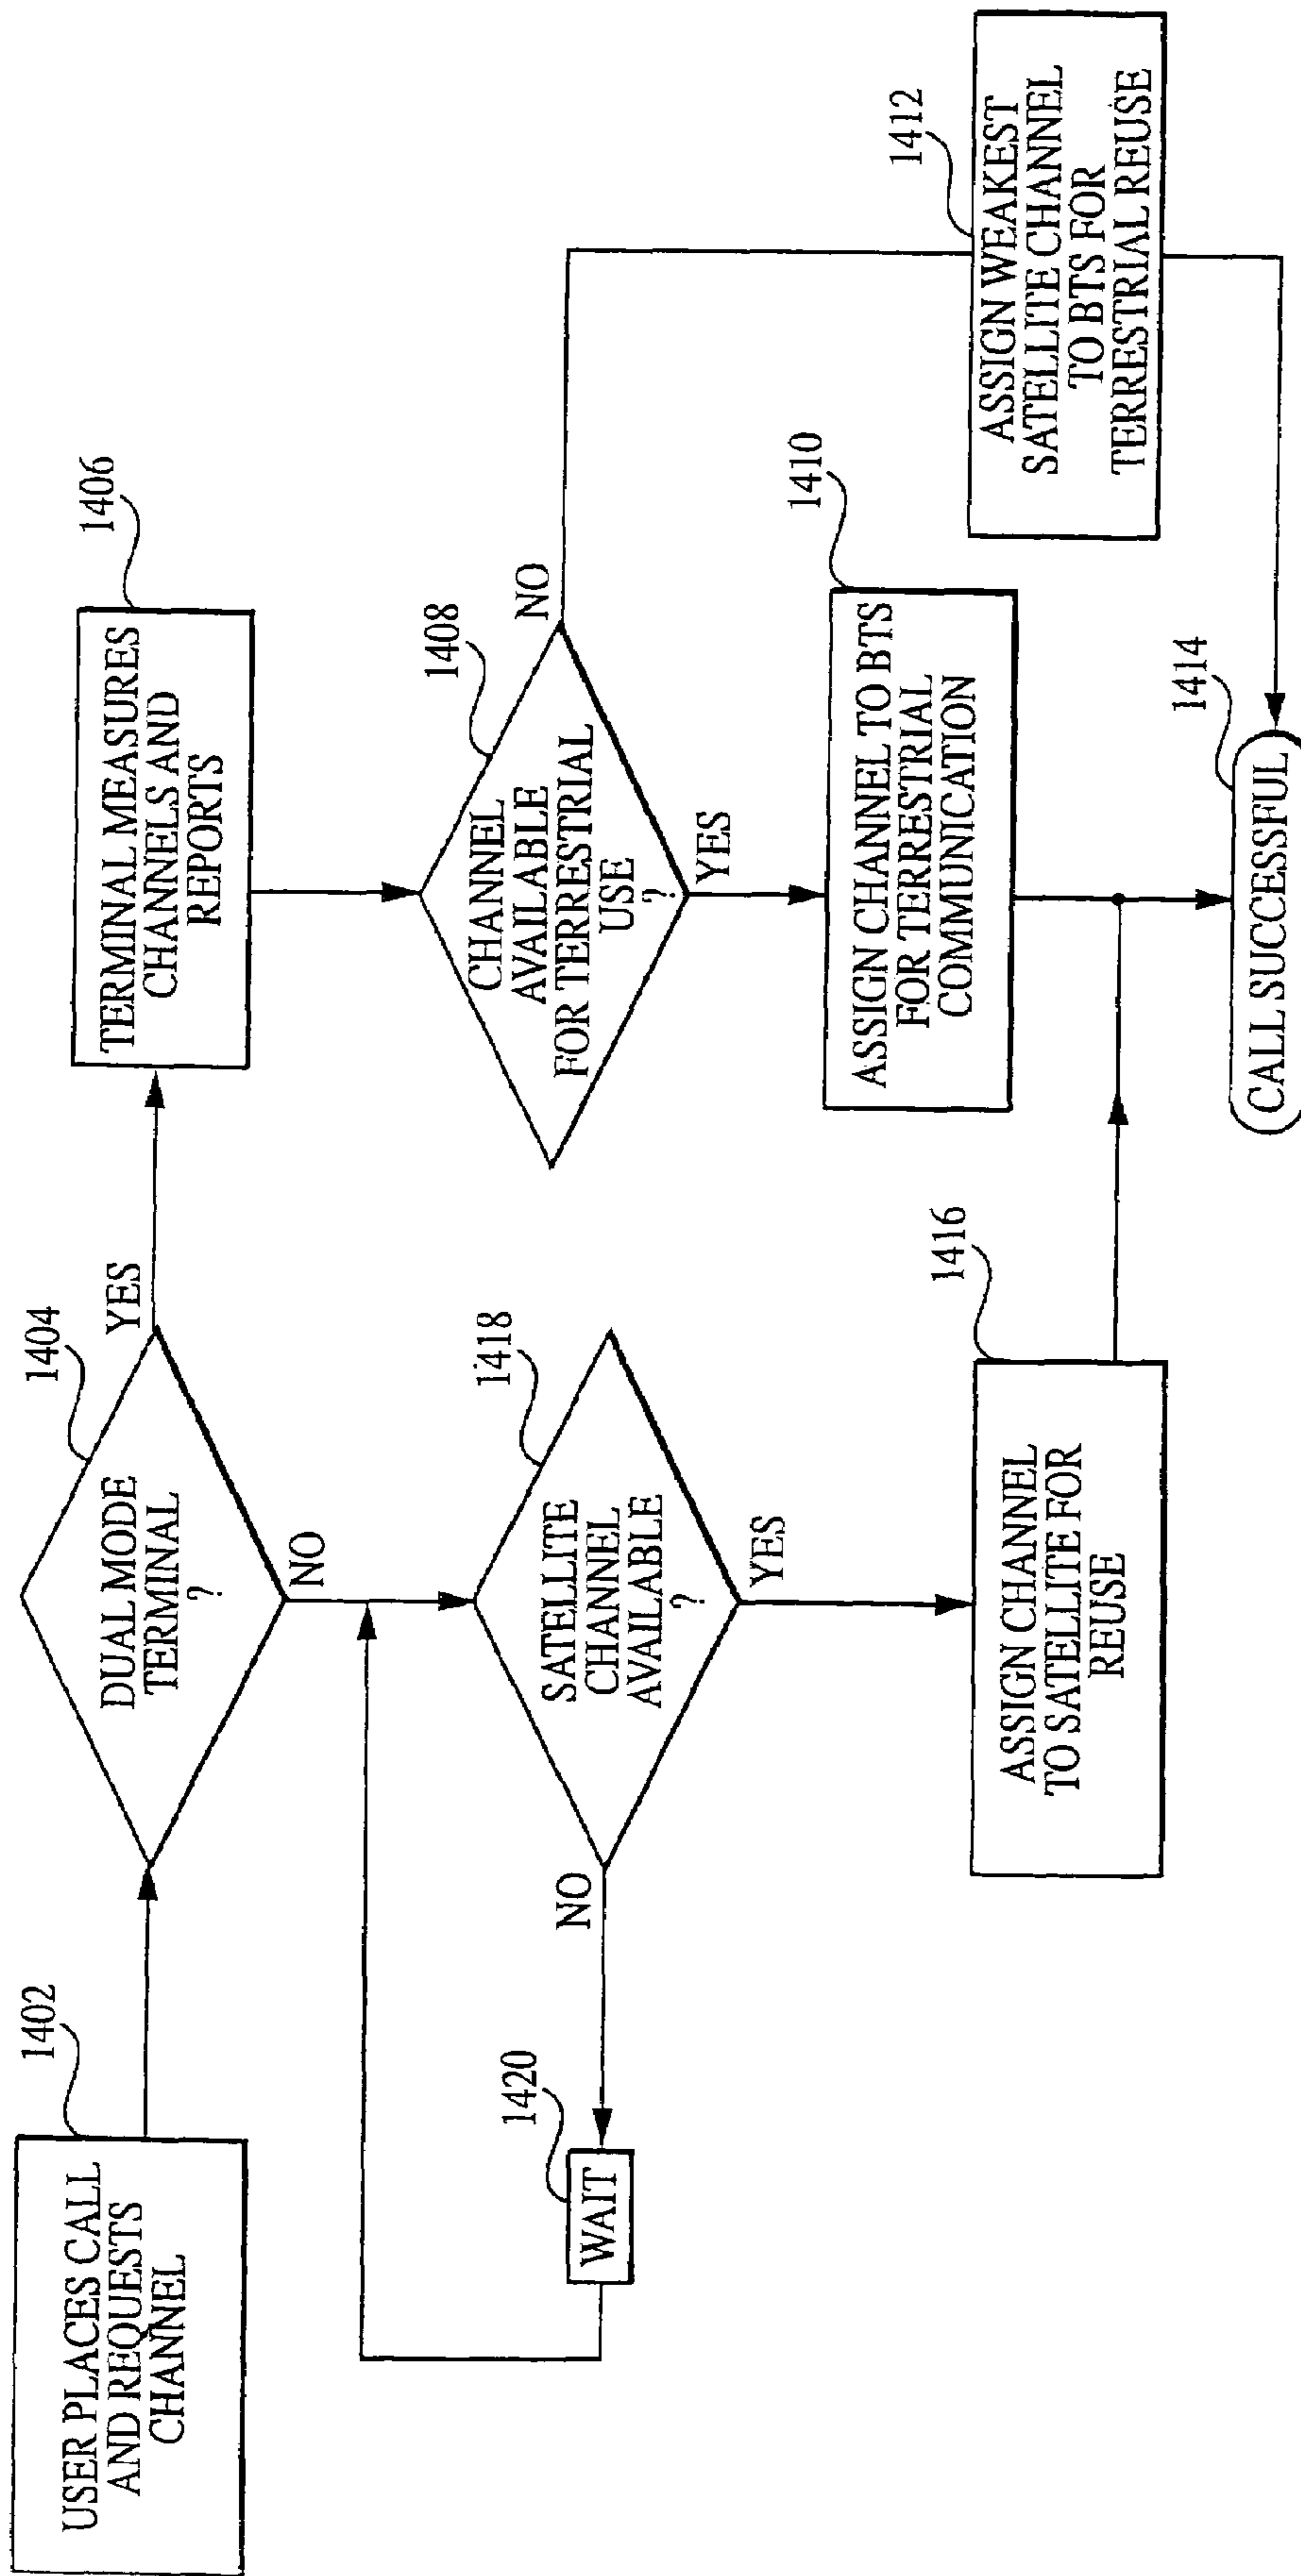 1402
USER PLACES CALL
AND REQUESTS
CHANNEL
1404
DUAL MODE
TERMINAL
?
YES
NO
1406
TERMINAL MEASURES
CHANNELS AND
REPORTS
1408
CHANNEL
AVAILABLE
FOR TERRESTRIAL
USE
?
NO
YES
1418
SATELLITE
CHANNEL
AVAILABLE
?
NO
YES
1420
WAIT
1410
ASSIGN CHANNEL TO BTS
FOR TERRESTRIAL
COMMUNICATION
1412
ASSIGN WEAKEST
SATELLITE CHANNEL
TO BTS FOR
TERRESTRIAL REUSE
1416
ASSIGN CHANNEL
TO SATELLITE FOR
REUSE
1414
CALL SUCCESSFUL